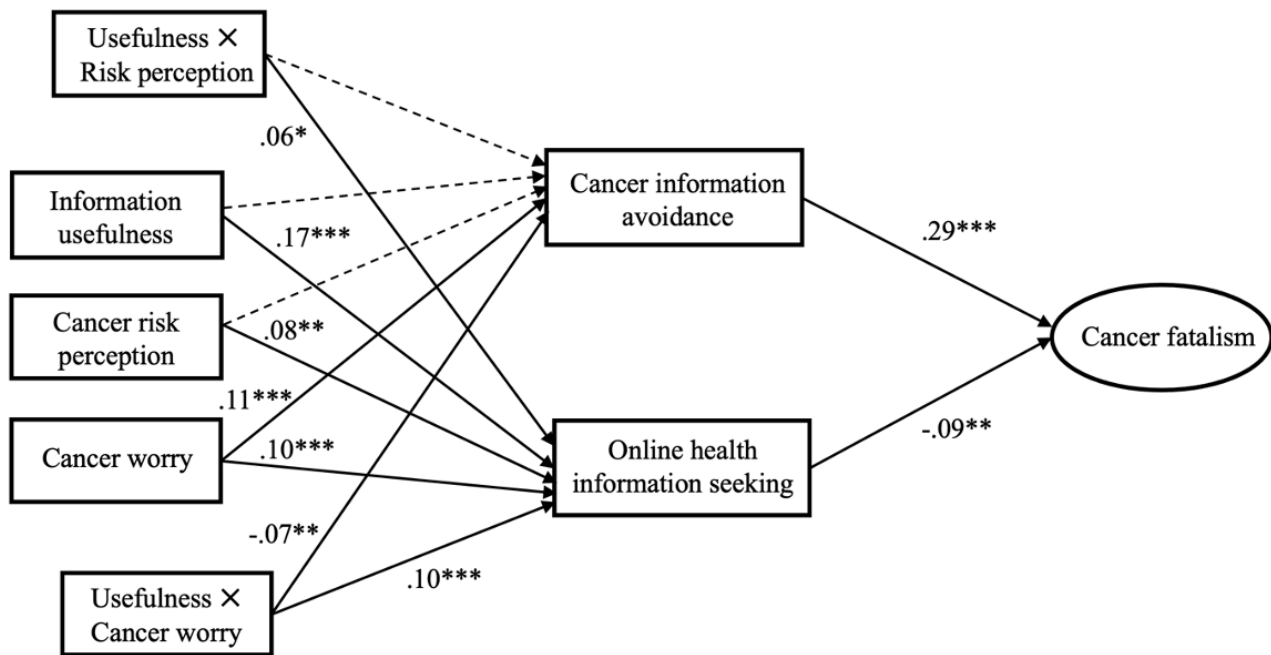 Usefulness ×
Risk perception
.06*
Information
usefulness
.17***
Cancer risk
perception
.08**
.11***
Cancer worry
.10***
-.07**
Usefulness ×
Cancer worry
.10***
Cancer information
avoidance
.29***
Online health
information seeking
-.09**
Cancer fatalism